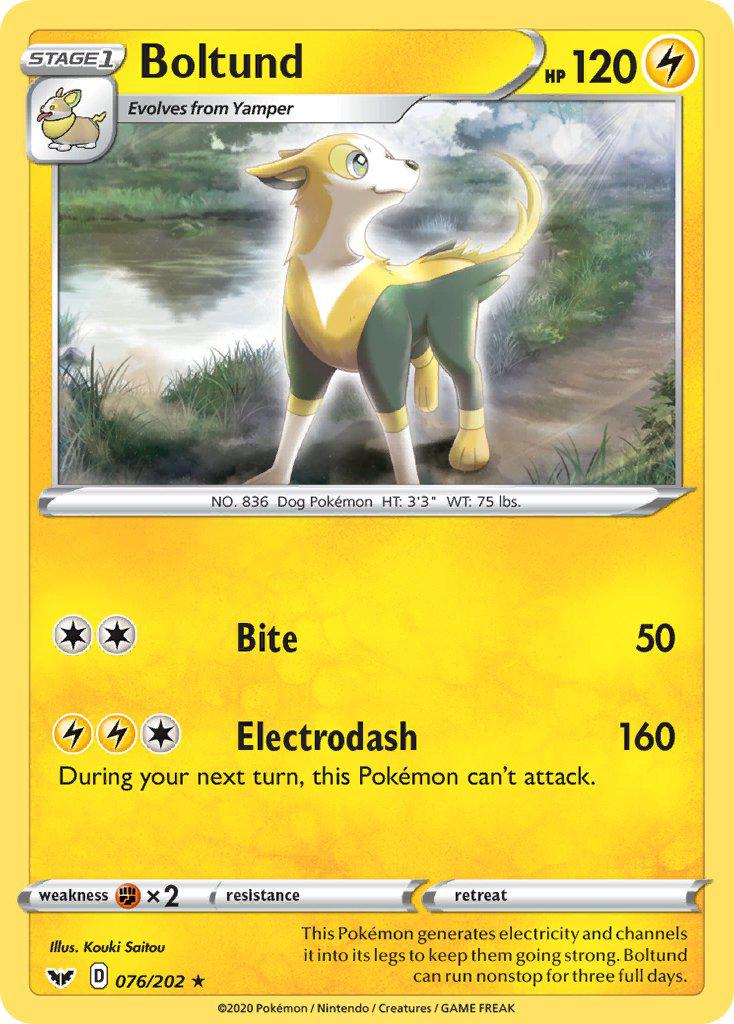 STAGE 1
Boltund
HP 120
Evolves from Yamper
NO. 836 Dog Pokémon HT: 3'3" WT: 75 lbs.
Bite 50
Electrodash 160
During your next turn, this Pokémon can't attack.
weakness ×2 resistance retreat
Illus. Kouki Saitou
This Pokémon generates electricity and channels
it into its legs to keep them going strong. Boltund
can run nonstop for three full days.
D 076/202 ★
©2020 Pokémon / Nintendo / Creatures / GAME FREAK